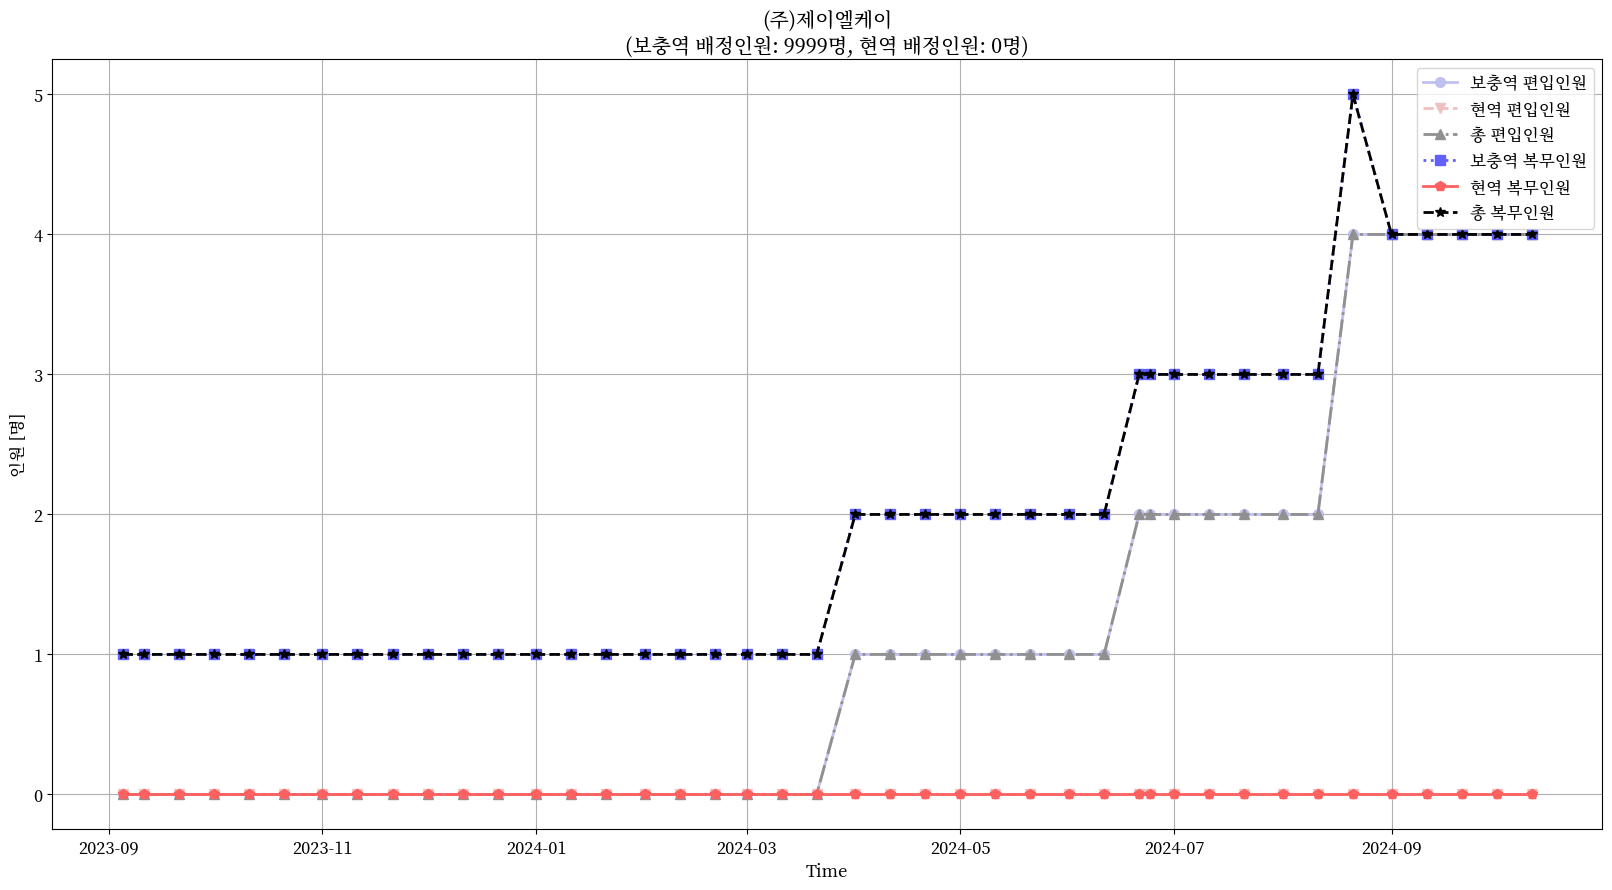 (주)제이엘케이
(보충역 배정인원: 9999명, 현역 배정인원: 0명)
보충역 편입인원
현역 편입인원
총 편입인원
보충역 복무인원
현역 복무인원
총 복무인원
인원 [명]
5
4
3
2
1
0
2023-09
2023-11
2024-01
2024-03
2024-05
2024-07
2024-09
Time